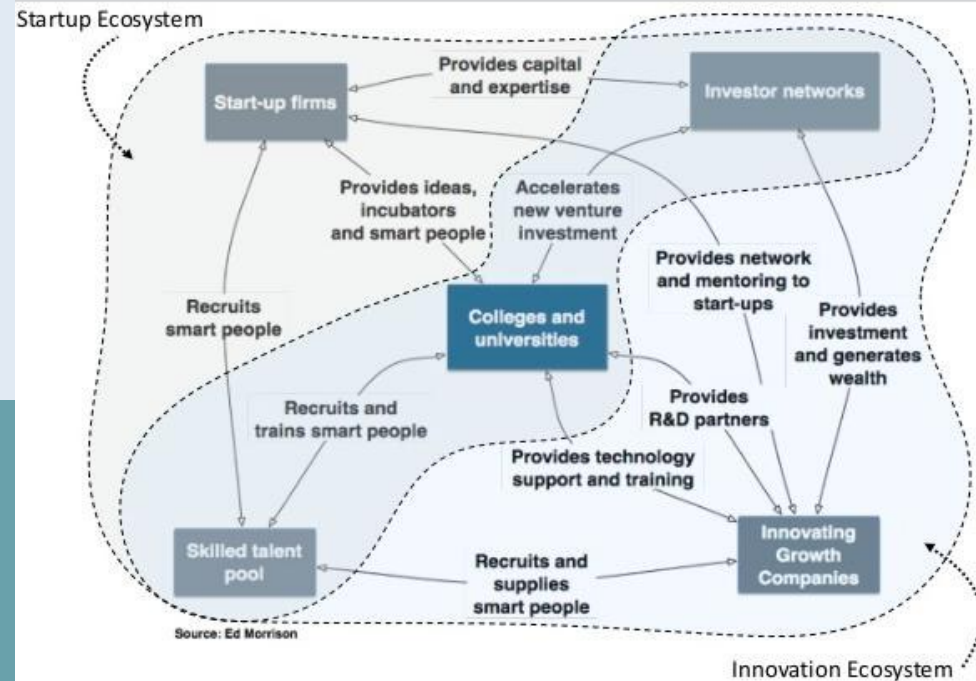 Startup Ecosystem
Start-up firms
Provides capital
and expertise
Investor networks
Provides ideas,
incubators
and smart people
Accelerates
new venture
investment
Provides network
and mentoring to
start-ups
Recruits
smart people
Colleges and
universities
Provides
investment
and generates
wealth
Recruits and
trains smart people
Provides
R&D partners
Provides technology
support and training
Skilled talent
pool
Recruits and
supplies
smart people
Innovating
Growth
Companies
Source: Ed Morrison
Innovation Ecosystem